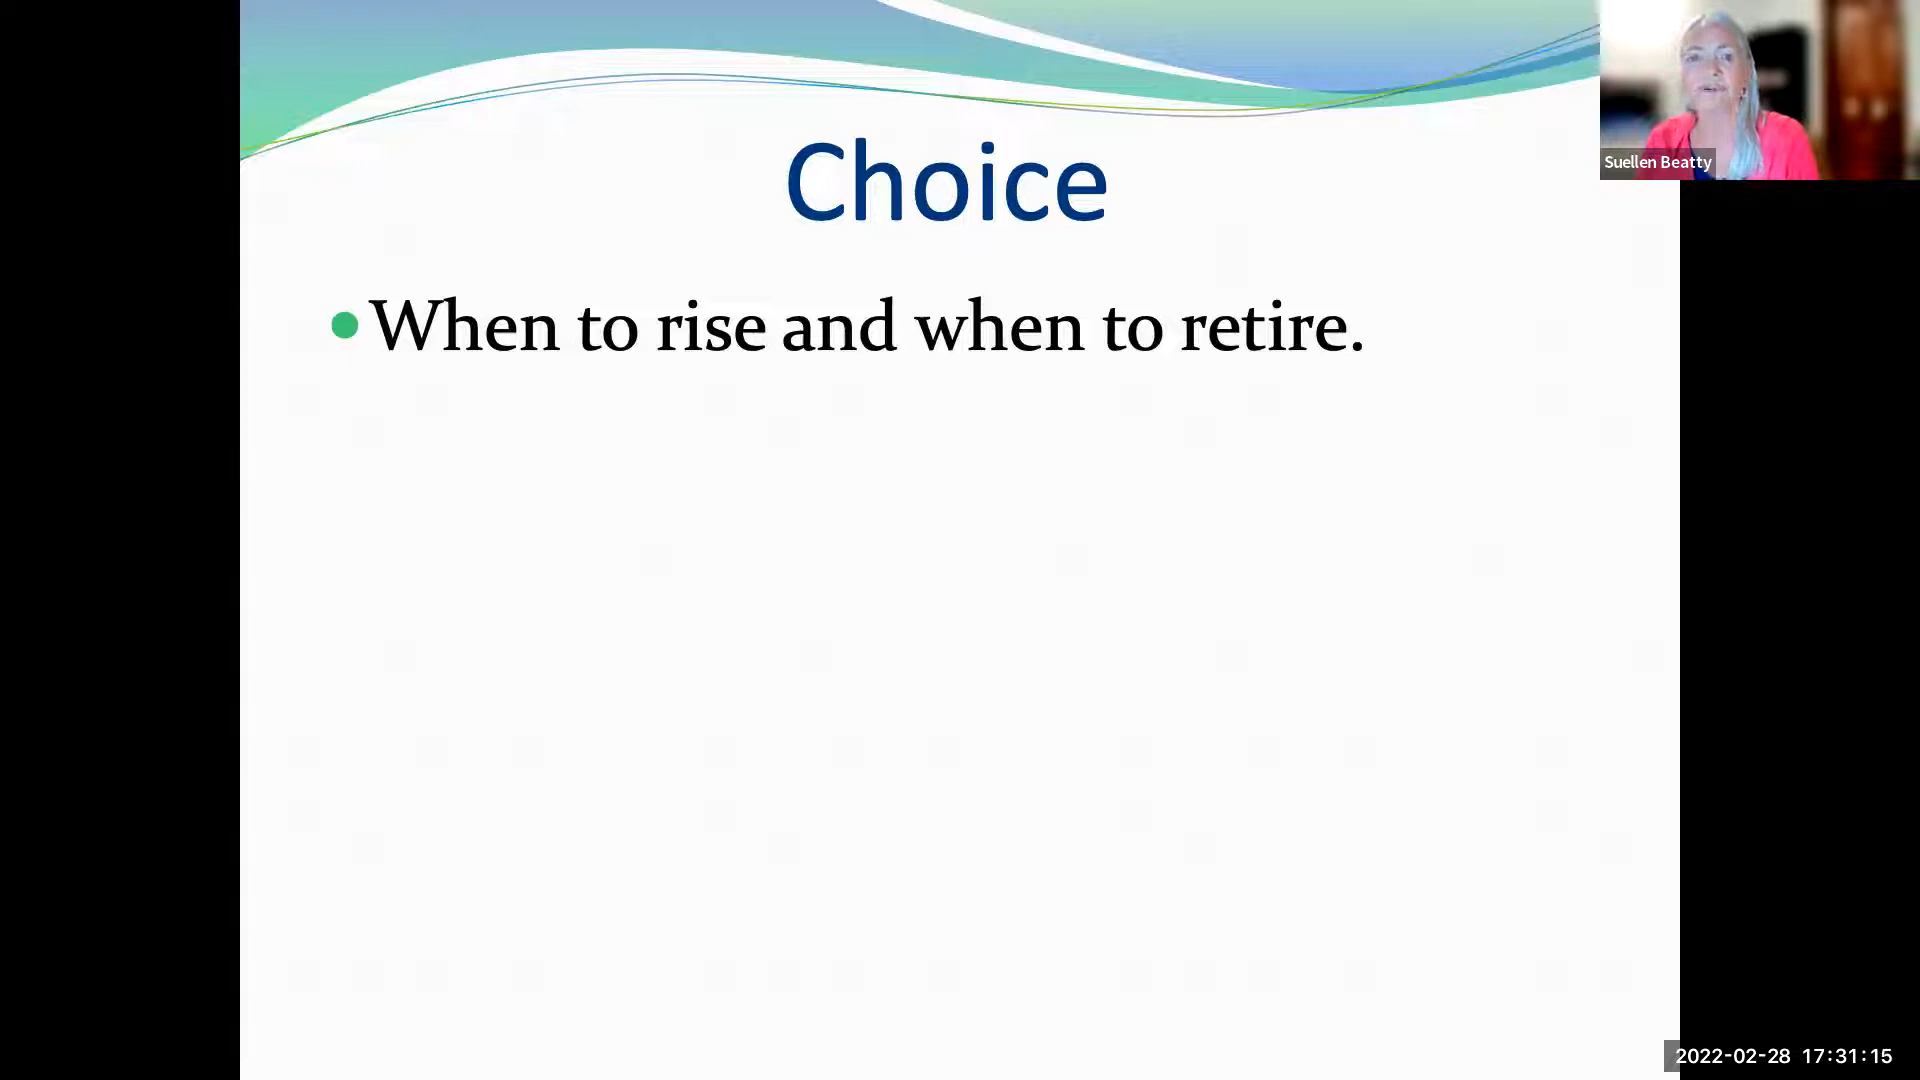 Suellen Beatty
Choice
When to rise and when to retire.
2022-02-28 17:31:15